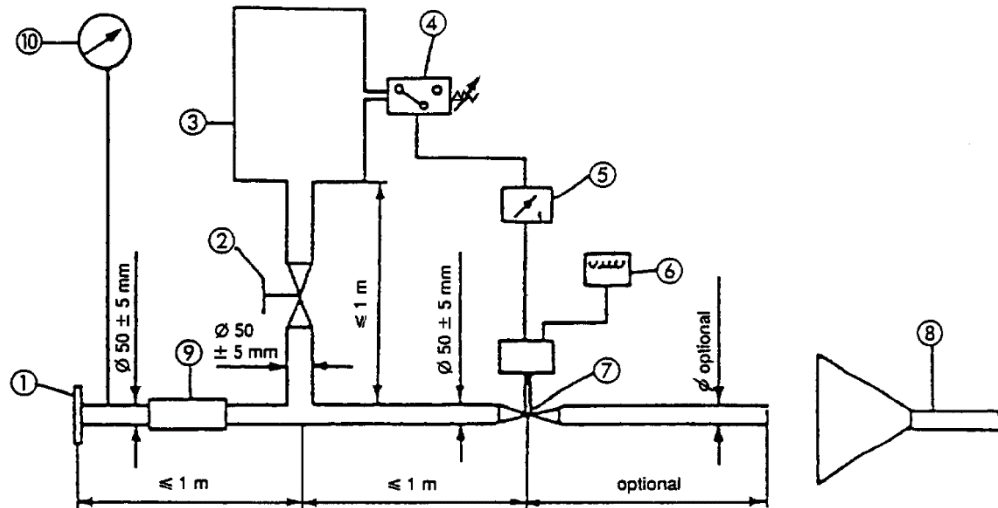 ⑩
④
③
⑤
②
⑥
Ø 50 ± 5 mm
Ø 50
± 5 mm
≤ 1 m
Ø 50 ± 5 mm
⑦
Ø optional
⑧
①
⑨
≤ 1 m
≤ 1 m
optional